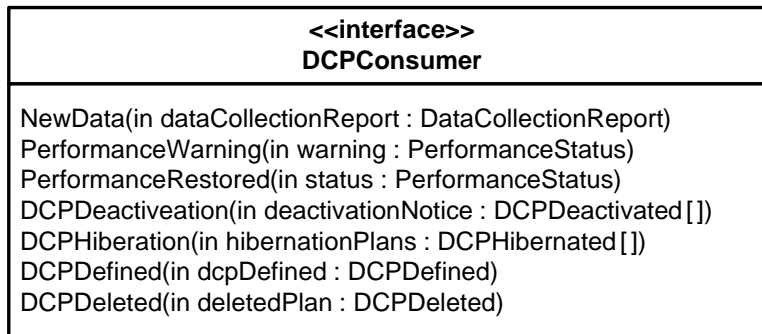 <<interface>>
DCPConsumer
NewData(in dataCollectionReport : DataCollectionReport)
PerformanceWarning(in warning : PerformanceStatus)
PerformanceRestored(in status : PerformanceStatus)
DCPDeactiveation(in deactivationNotice : DCPDeactivated[])
DCPHiberation(in hibernationPlans : DCPHibernated[])
DCPDefined(in dcpDefined : DCPDefined)
DCPDeleted(in deletedPlan : DCPDeleted)